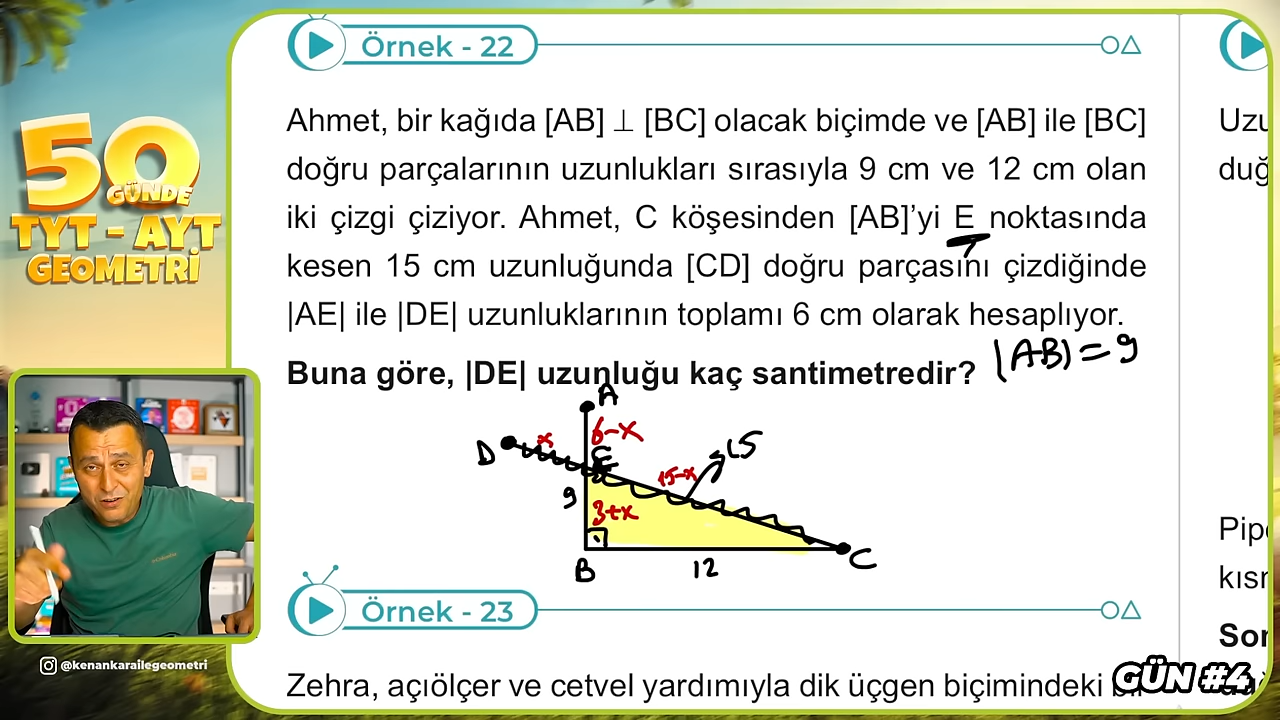 50
GÜNDE
TYT - AYT
GEOMETRİ
Örnek - 22
Ahmet, bir kağıda [AB] ⊥ [BC] olacak biçimde ve [AB] ile [BC]
doğru parçalarının uzunlukları sırasıyla 9 cm ve 12 cm olan
iki çizgi çiziyor. Ahmet, C köşesinden [AB]’yi E noktasında
kesen 15 cm uzunluğunda [CD] doğru parçasını çizdiğinde
|AE| ile |DE| uzunluklarının toplamı 6 cm olarak hesaplıyor.
Buna göre, |DE| uzunluğu kaç santimetredir?
|AB| = 9
A
6-x
D
x
E
15-x
15
9
3+x
B
12
C
Örnek - 23
Zehra, açıölçer ve cetvel yardımıyla dik üçgen biçimindeki bir
@kenankarailegeometri
Uzu
duğ
Pipe
kısr
Sor
GÜN #4